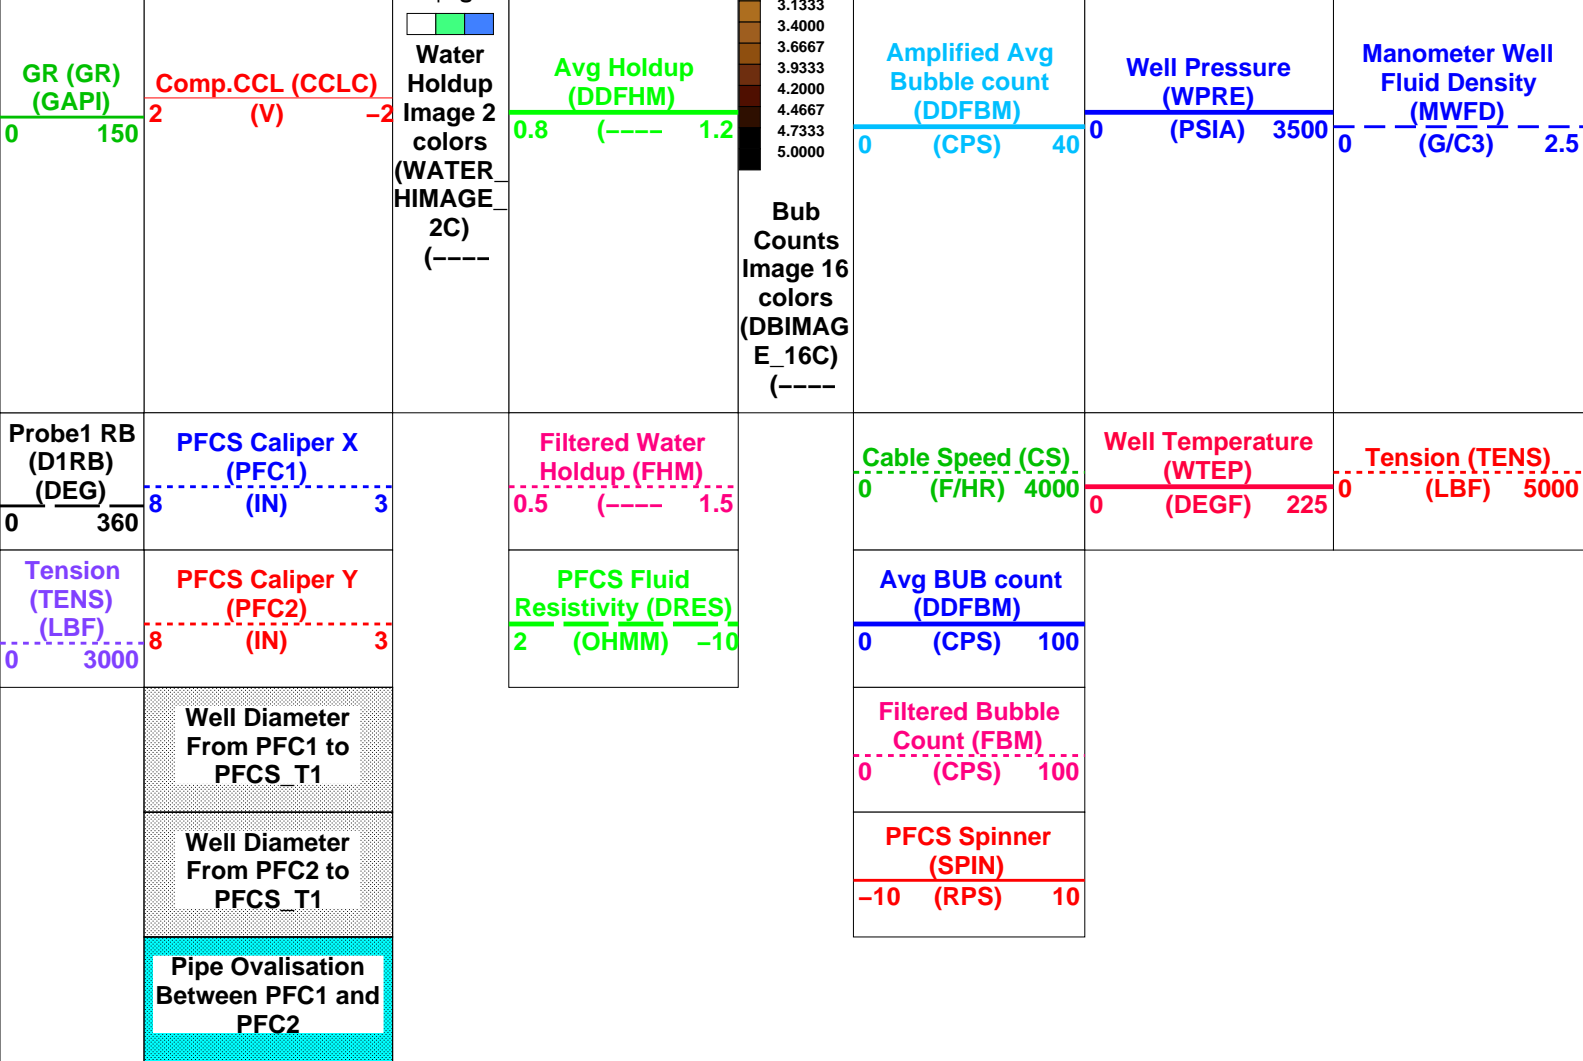 GR (GR)
(GAPI)
0 150
Comp.CCL (CCLC)
2 (V) −2
Water
Holdup
Image 2
colors
(WATER_
HIMAGE_
2C)
(−−−−
Avg Holdup
(DDFHM)
0.8 (−−−− 1.2
3.1333
3.4000
3.6667
3.9333
4.2000
4.4667
4.7333
5.0000
Bub
Counts
Image 16
colors
(DBIMAG
E_16C)
(−−−−
Amplified Avg
Bubble count
(DDFBM)
0 (CPS) 40
Well Pressure
(WPRE)
0 (PSIA) 3500
Manometer Well
Fluid Density
(MWFD)
0 (G/C3) 2.5
Probe1 RB
(D1RB)
(DEG)
0 360
PFCS Caliper X
(PFC1)
8 (IN) 3
Filtered Water
Holdup (FHM)
0.5 (−−−− 1.5
Cable Speed (CS)
0 (F/HR) 4000
Well Temperature
(WTEP)
0 (DEGF) 225
Tension (TENS)
0 (LBF) 5000
Tension
(TENS)
(LBF)
0 3000
PFCS Caliper Y
(PFC2)
8 (IN) 3
PFCS Fluid
Resistivity (DRES)
2 (OHMM) −10
Avg BUB count
(DDFBM)
0 (CPS) 100
Well Diameter
From PFC1 to
PFCS_T1
Filtered Bubble
Count (FBM)
0 (CPS) 100
Well Diameter
From PFC2 to
PFCS_T1
PFCS Spinner
(SPIN)
−10 (RPS) 10
Pipe Ovalisation
Between PFC1 and
PFC2